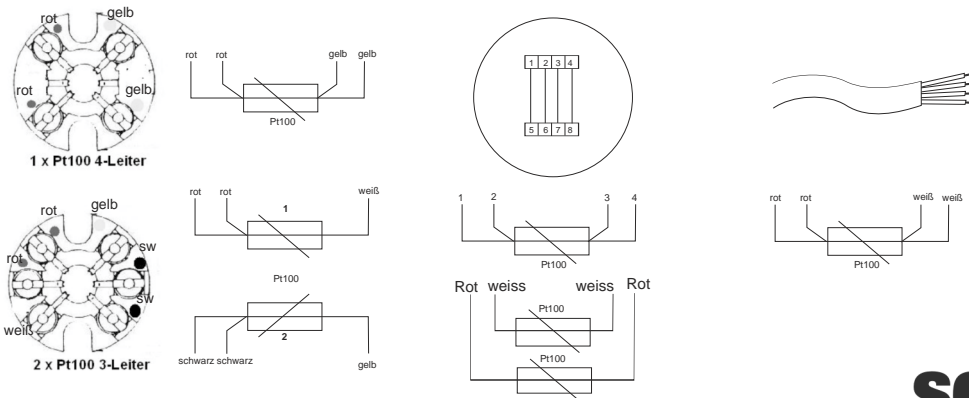 rot gelb
rot gelb
1 x Pt100 4-Leiter
rot rot gelb gelb
Pt100
1 2 3 4
5 6 7 8
rot gelb
rot sw
sw
weiß
2 x Pt100 3-Leiter
rot rot weiß
1
Pt100
2
schwarz schwarz gelb
1 2 3 4
Pt100
Rot weiss weiss Rot
Pt100
Pt100
rot rot weiß weiß
Pt100